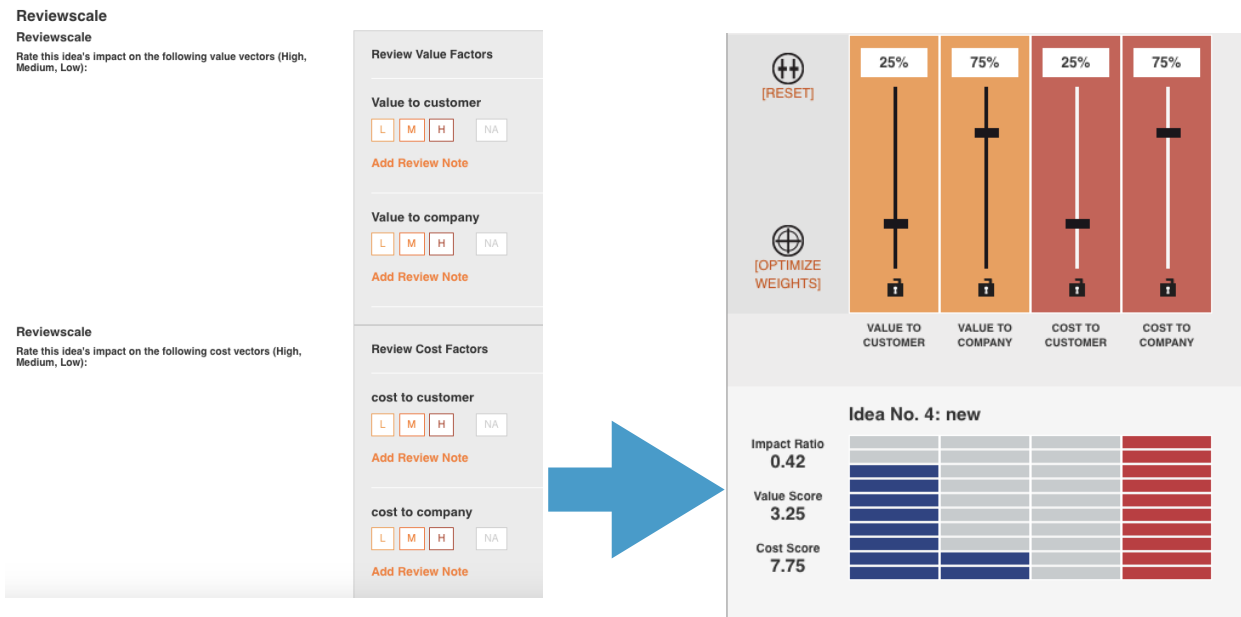 Reviewscale
Reviewscale
Rate this idea's impact on the following value vectors (High,
Medium, Low):
Review Value Factors
Value to customer
L M H NA
Add Review Note
Value to company
L M H NA
Add Review Note
Reviewscale
Rate this idea's impact on the following cost vectors (High,
Medium, Low):
Review Cost Factors
cost to customer
L M H NA
Add Review Note
cost to company
L M H NA
Add Review Note
[RESET]
25% 75% 25% 75%
[OPTIMIZE
WEIGHTS]
VALUE TO
CUSTOMER
VALUE TO
COMPANY
COST TO
CUSTOMER
COST TO
COMPANY
Idea No. 4: new
Impact Ratio
0.42
Value Score
3.25
Cost Score
7.75